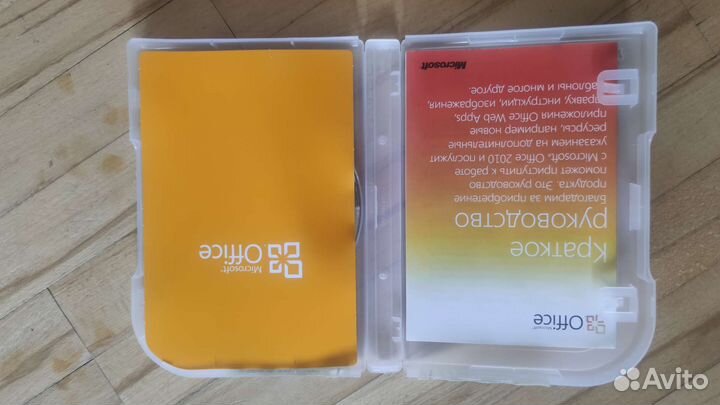 Microsoft®
Office
Microsoft®
Office
Краткое
руководство
Благодарим за приобретение
продукта. Это руководство
поможет приступить к работе
с Microsoft® Office 2010 и послужит
указанием на дополнительные
ресурсы, например новые
приложения Office Web Apps,
справку, инструкции, изображения,
шаблоны и многое другое.
Microsoft
Avito